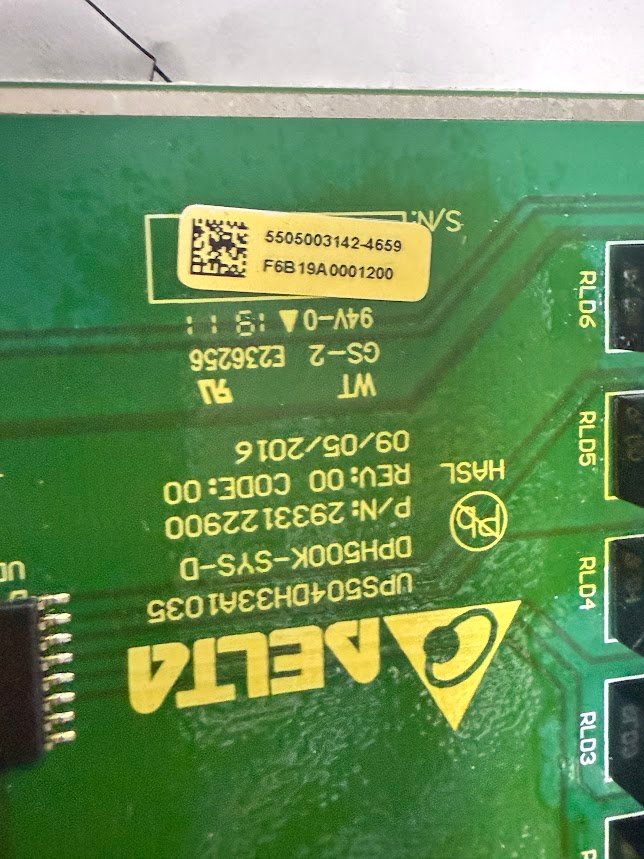 5505003142-4659
F6B19A0001200
S/N:
DELTA
UPS504DH33A1035
DPH500K-SYS-D
P/N:2933122900
REV:00 CODE:00
09/05/2016
HASL
Pb
WT
GS-2 E236256
94V-0
RLD6
RLD5
RLD4
RLD3